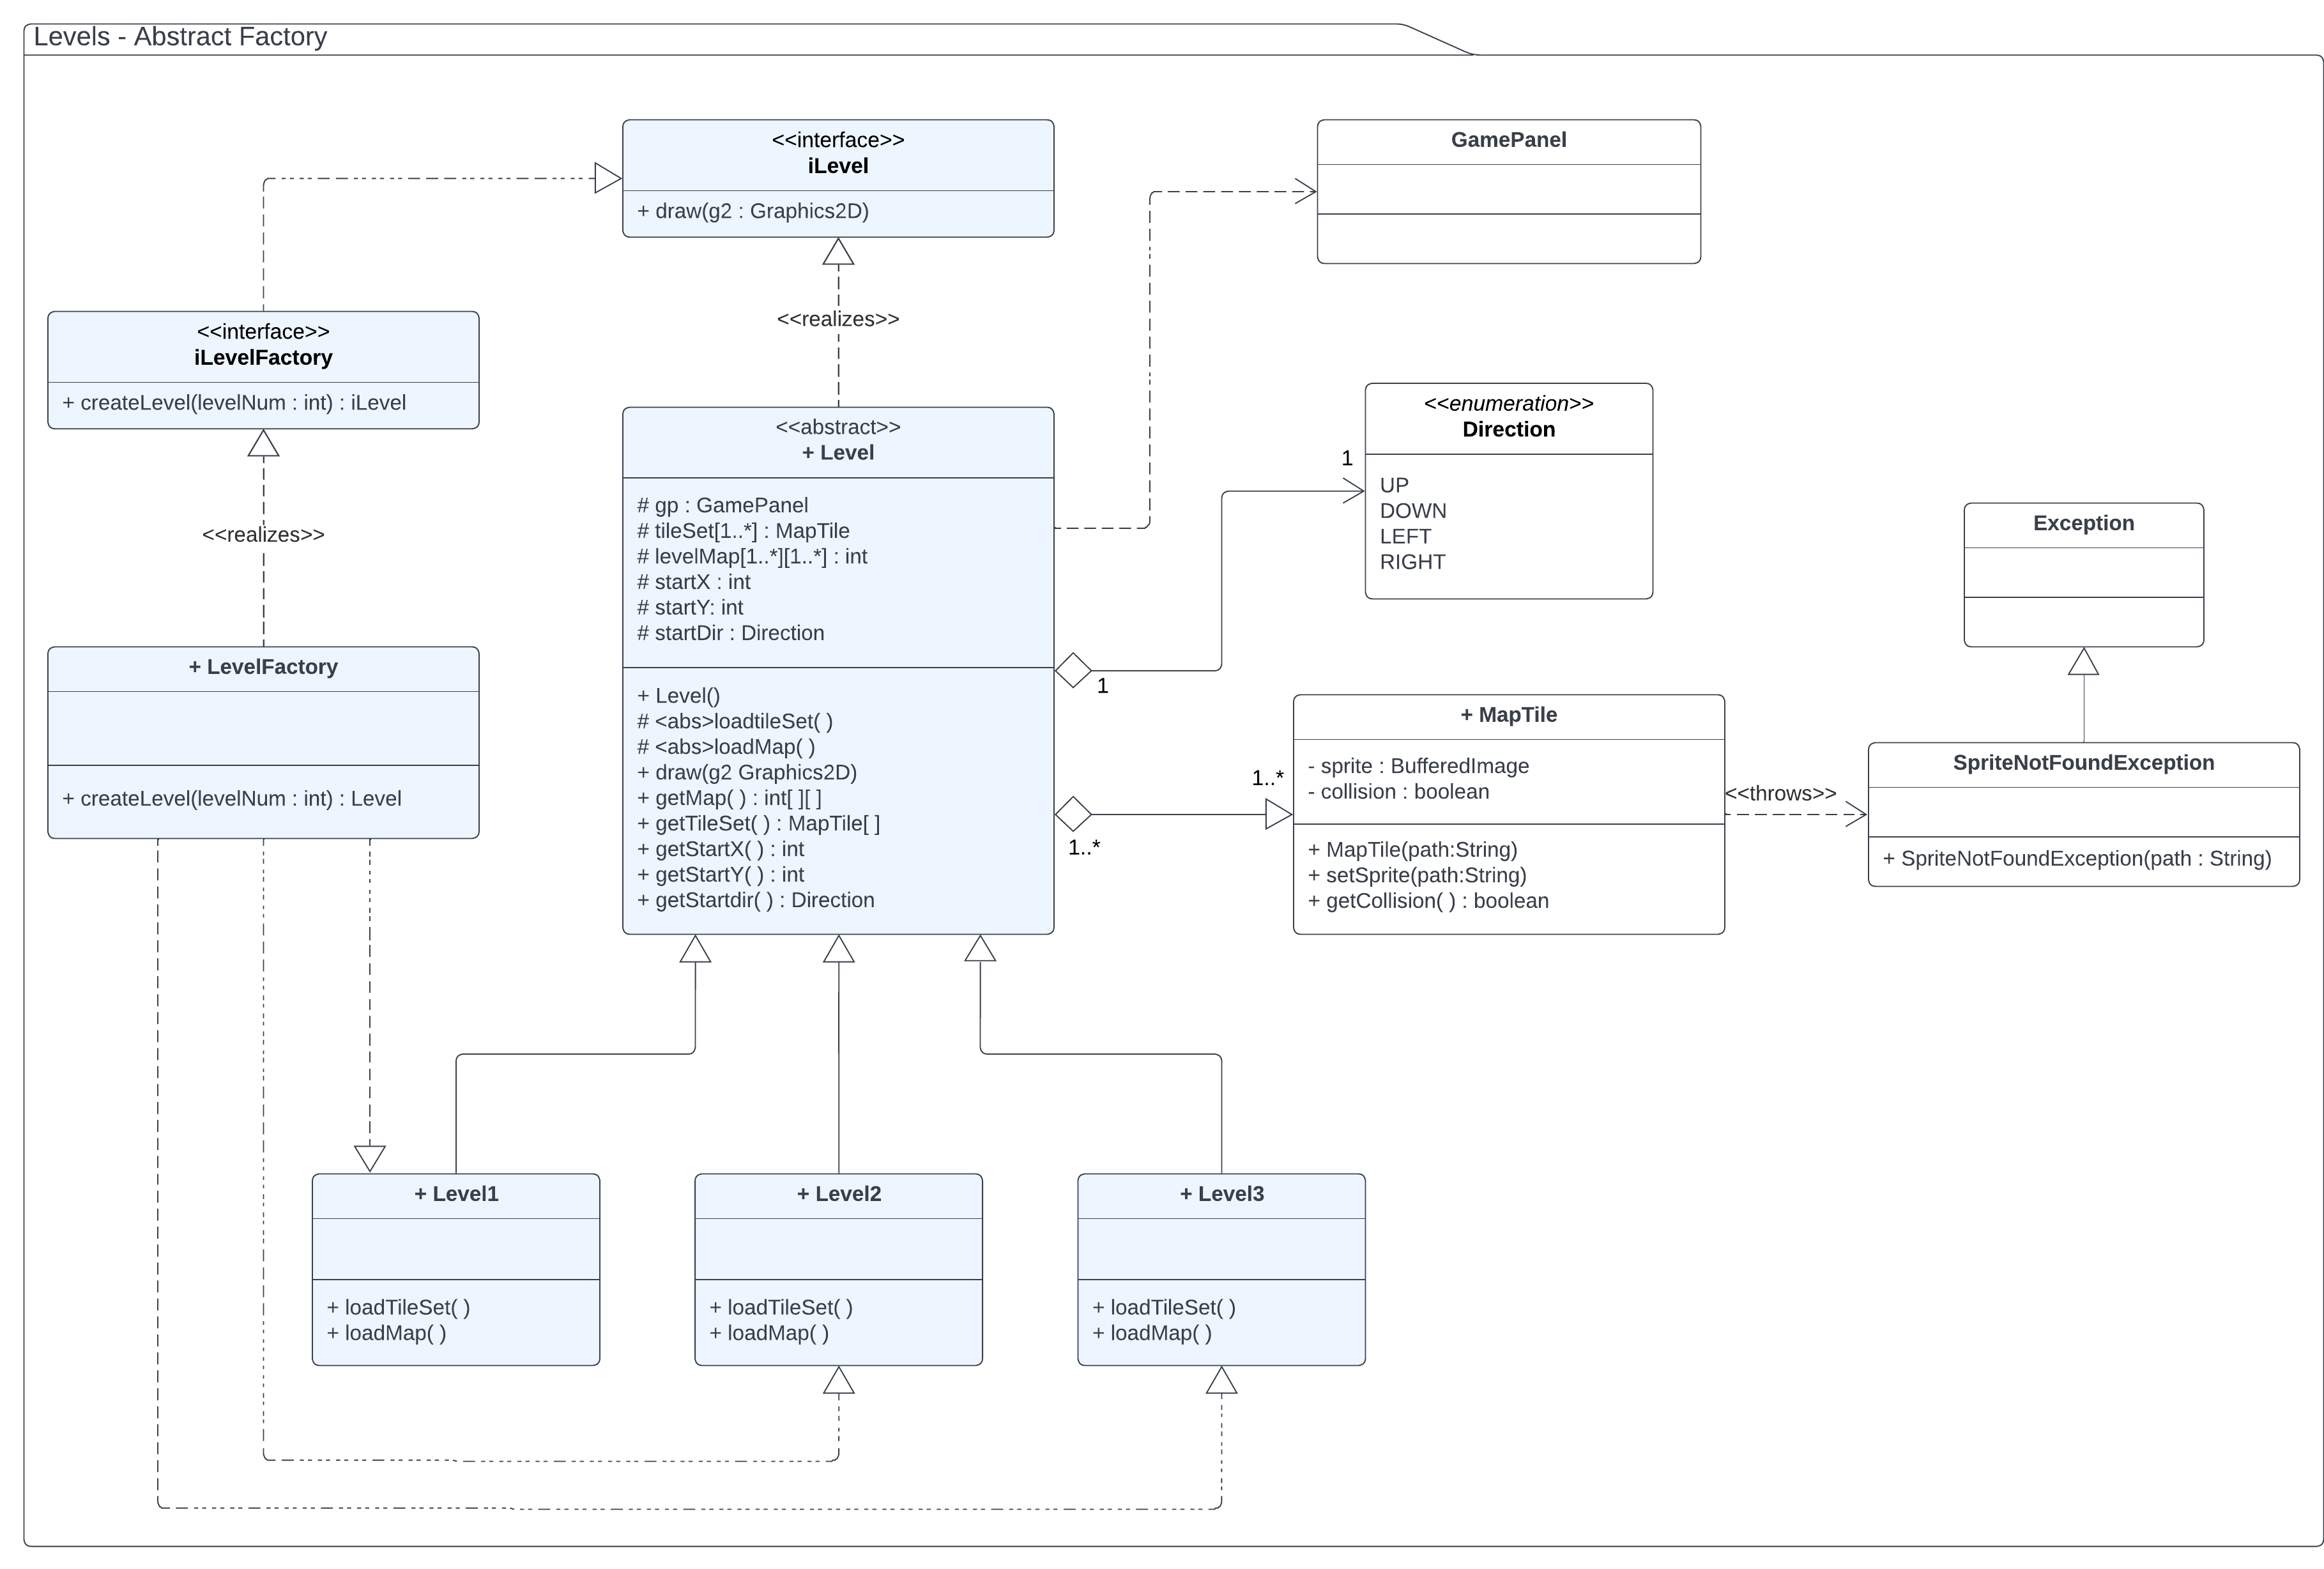 Levels - Abstract Factory
<<interface>>
iLevel
+ draw(g2 : Graphics2D)
GamePanel
<<realizes>>
<<interface>>
iLevelFactory
+ createLevel(levelNum : int) : iLevel
<<realizes>>
<<abstract>>
+ Level
# gp : GamePanel
# tileSet[1..*] : MapTile
# levelMap[1..*][1..*] : int
# startX : int
# startY: int
# startDir : Direction
+ Level()
# <abs>loadtileSet( )
# <abs>loadMap( )
+ draw(g2 Graphics2D)
+ getMap( ) : int[ ][ ]
+ getTileSet( ) : MapTile[ ]
+ getStartX( ) : int
+ getStartY( ) : int
+ getStartdir( ) : Direction
<<enumeration>>
Direction
UP
DOWN
LEFT
RIGHT
1
1
Exception
+ LevelFactory
+ createLevel(levelNum : int) : Level
1..*
1..*
+ MapTile
- sprite : BufferedImage
- collision : boolean
+ MapTile(path:String)
+ setSprite(path:String)
+ getCollision( ) : boolean
<<throws>>
SpriteNotFoundException
+ SpriteNotFoundException(path : String)
+ Level1
+ loadTileSet( )
+ loadMap( )
+ Level2
+ loadTileSet( )
+ loadMap( )
+ Level3
+ loadTileSet( )
+ loadMap( )